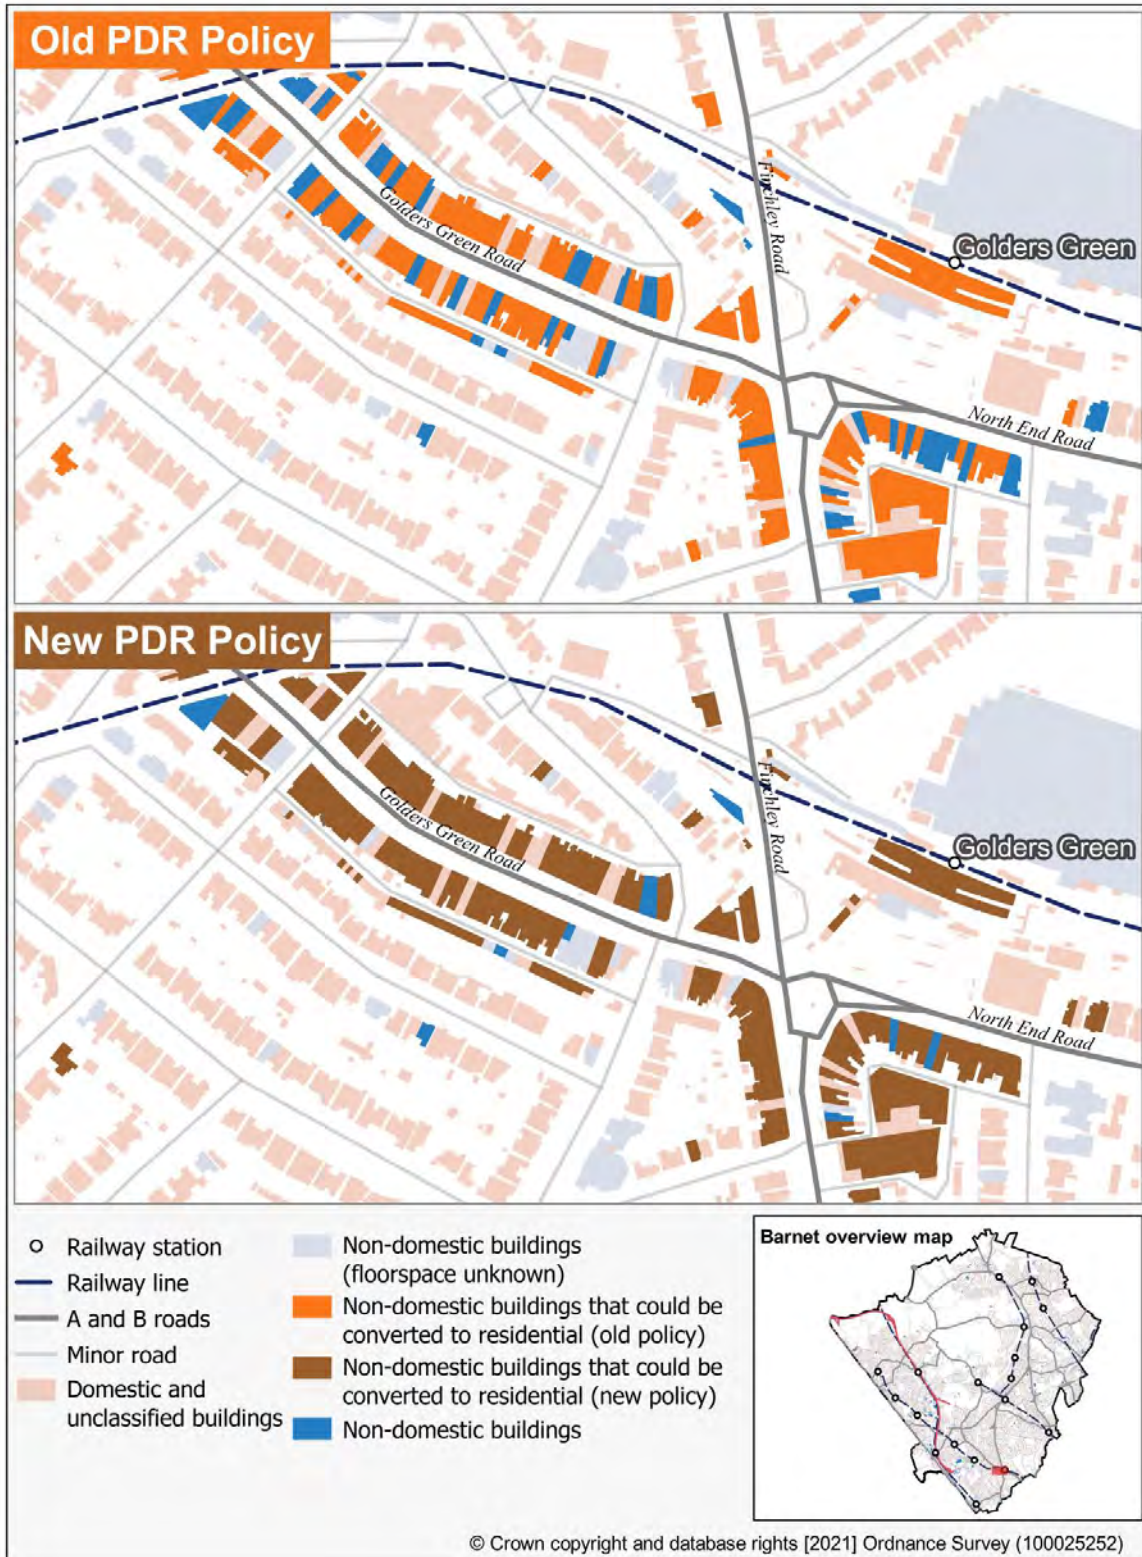 Old PDR Policy
Golders Green Road
Finchley Road
Golders Green
North End Road
New PDR Policy
Golders Green Road
Finchley Road
Golders Green
North End Road
Railway station
Railway line
A and B roads
Minor road
Domestic and
unclassified buildings
Non-domestic buildings
(floorspace unknown)
Non-domestic buildings that could be
converted to residential (old policy)
Non-domestic buildings that could be
converted to residential (new policy)
Non-domestic buildings
Barnet overview map
© Crown copyright and database rights [2021] Ordnance Survey (100025252)